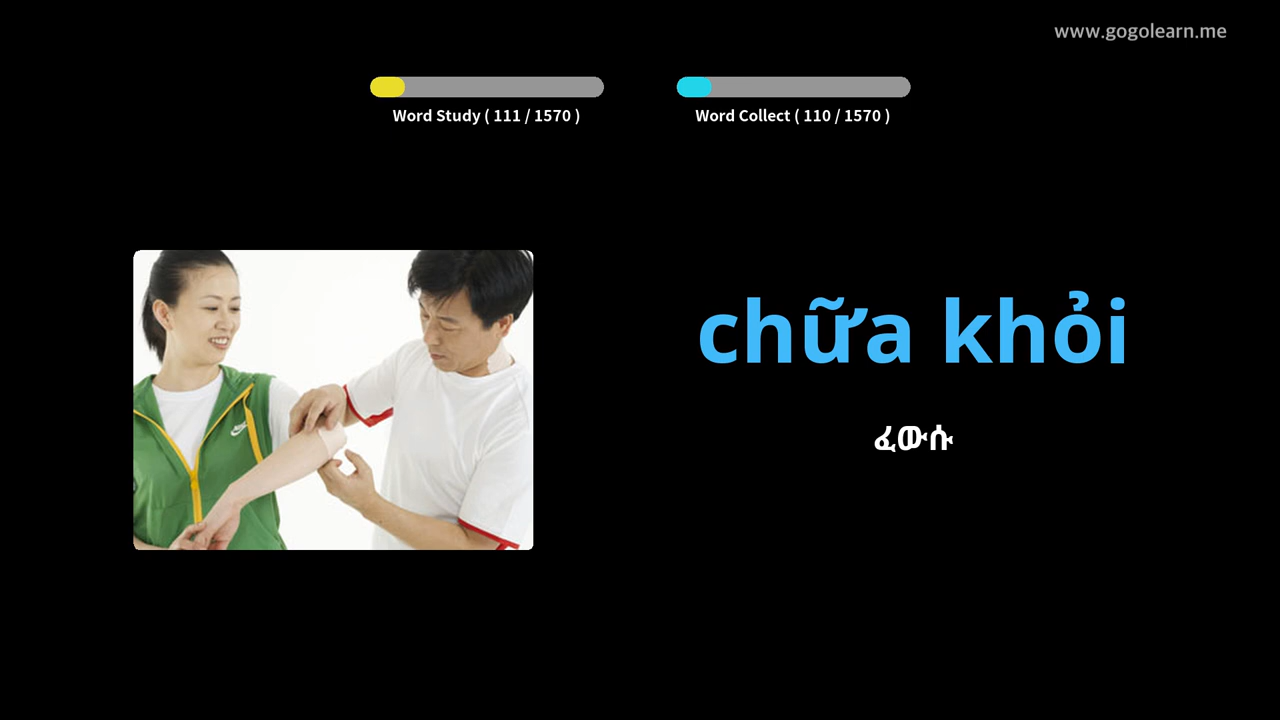 www.gogolearn.me
Word Study ( 111 / 1570 )
Word Collect ( 110 / 1570 )
chữa khỏi
ፈውሱ